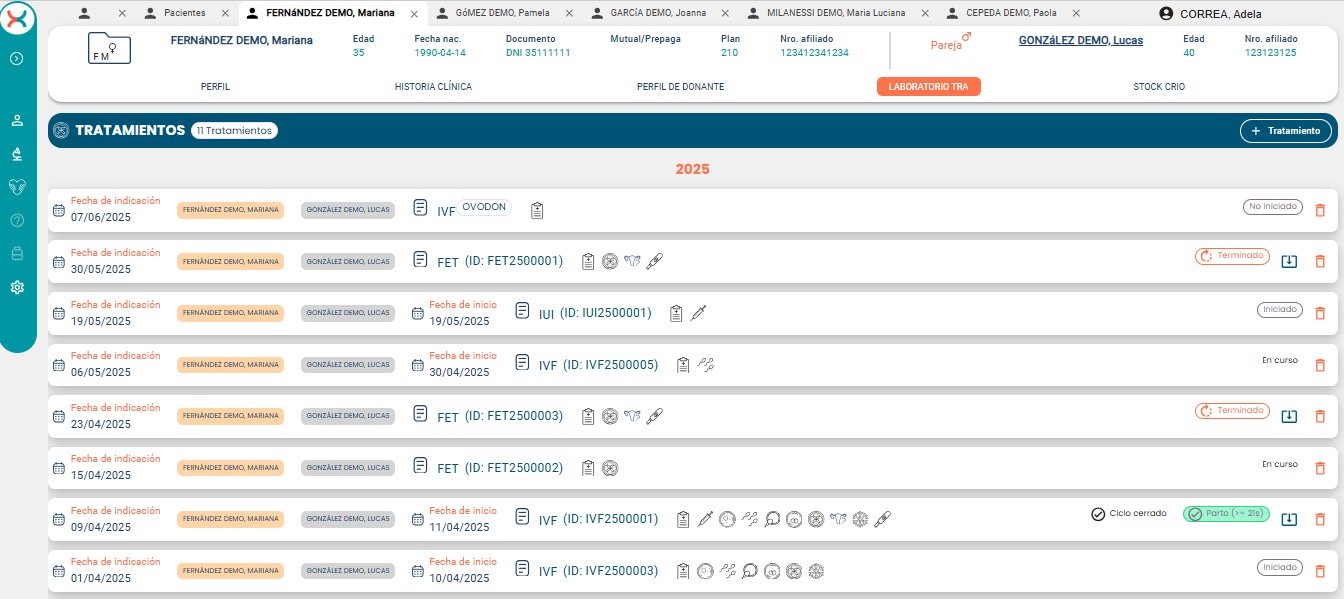 Pacientes
FERNáNDEZ DEMO, Mariana
GóMEZ DEMO, Pamela
GARCíA DEMO, Joanna
MILANESSI DEMO, Maria Luciana
CEPEDA DEMO, Paola
CORREA, Adela
FM
FERNáNDEZ DEMO, Mariana
Edad
35
Fecha nac.
1990-04-14
Documento
DNI 35111111
Mutual/Prepaga
Plan
210
Nro. afiliado
123412341234
Pareja
GONZáLEZ DEMO, Lucas
Edad
40
Nro. afiliado
123123125
PERFIL
HISTORIA CLÍNICA
PERFIL DE DONANTE
LABORATORIO TRA
STOCK CRIO
TRATAMIENTOS 11 Tratamientos
+ Tratamiento
2025
Fecha de indicación
07/06/2025
FERNÁNDEZ DEMO, MARIANA
GONZÁLEZ DEMO, LUCAS
IVF OVODON
No iniciado
Fecha de indicación
30/05/2025
FERNÁNDEZ DEMO, MARIANA
GONZÁLEZ DEMO, LUCAS
FET (ID: FET2500001)
Terminado
Fecha de indicación
19/05/2025
FERNÁNDEZ DEMO, MARIANA
GONZÁLEZ DEMO, LUCAS
Fecha de inicio
19/05/2025
IUI (ID: IUI2500001)
Iniciado
Fecha de indicación
06/05/2025
FERNÁNDEZ DEMO, MARIANA
GONZÁLEZ DEMO, LUCAS
Fecha de inicio
30/04/2025
IVF (ID: IVF2500005)
En curso
Fecha de indicación
23/04/2025
FERNÁNDEZ DEMO, MARIANA
GONZÁLEZ DEMO, LUCAS
FET (ID: FET2500003)
Terminado
Fecha de indicación
15/04/2025
FERNÁNDEZ DEMO, MARIANA
GONZÁLEZ DEMO, LUCAS
FET (ID: FET2500002)
En curso
Fecha de indicación
09/04/2025
FERNÁNDEZ DEMO, MARIANA
GONZÁLEZ DEMO, LUCAS
Fecha de inicio
11/04/2025
IVF (ID: IVF2500001)
Ciclo cerrado
Parto (>= 21s)
Fecha de indicación
01/04/2025
FERNÁNDEZ DEMO, MARIANA
GONZÁLEZ DEMO, LUCAS
Fecha de inicio
10/04/2025
IVF (ID: IVF2500003)
Iniciado